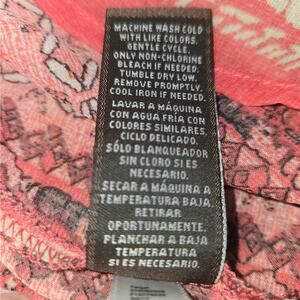 MACHINE WASH COLD
WITH LIKE COLORS.
GENTLE CYCLE.
ONLY NON-CHLORINE
BLEACH IF NEEDED.
TUMBLE DRY LOW.
REMOVE PROMPTLY.
COOL IRON IF NEEDED.
LAVAR A MÁQUINA
CON AGUA FRÍA CON
COLORES SIMILARES.
CICLO DELICADO.
SÓLO BLANQUEADOR
SIN CLORO SI ES
NECESARIO.
SECAR A MÁQUINA A
TEMPERATURA BAJA.
RETIRAR
OPORTUNAMENTE.
PLANCHAR A BAJA
TEMPERATURA
SI ES NECESARIO.